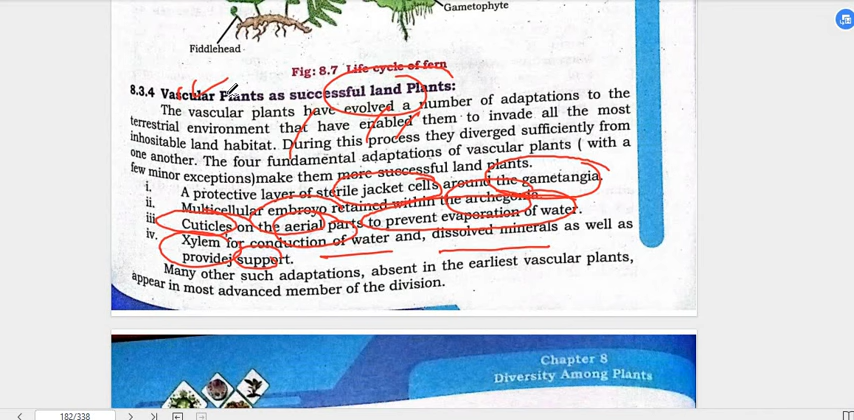 Gametophyte
Fiddlehead
Fig: 8.7 Life cycle of fern
8.3.4 Vascular Plants as successful land Plants:
The vascular plants have evolved a number of adaptations to the
terrestrial environment that have enabled them to invade all the most
inhositable land habitat. During this process they diverged sufficiently from
one another. The four fundamental adaptations of vascular plants ( with a
few minor exceptions)make them more successful land plants.
i. A protective layer of sterile jacket cells around the gametangia.
ii. Multicellular embroyo retained within the archegonia.
iii. Cuticles on the aerial parts to prevent evaporation of water.
iv. Xylem for conduction of water and, dissolved minerals as well as
provide support.
Many other such adaptations, absent in the earliest vascular plants,
appear in most advanced member of the division.
Chapter 8
Diversity Among Plants
182/338